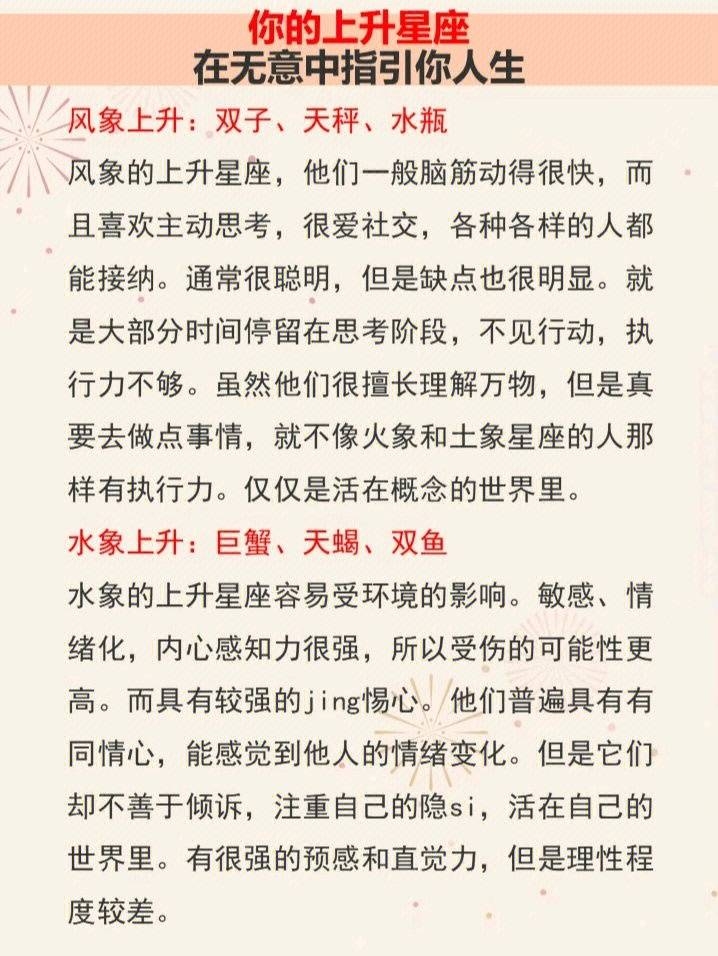 你的上升星座
在无意中指引你人生
风象上升：双子、天秤、水瓶
风象的上升星座，他们一般脑筋动得很快，而
且喜欢主动思考，很爱社交，各种各样的人都
能接纳。通常很聪明，但是缺点也很明显。就
是大部分时间停留在思考阶段，不见行动，执
行力不够。虽然他们很擅长理解万物，但是真
要去做点事情，就不像火象和土象星座的人那
样有执行力。仅仅是活在概念的世界里。
水象上升：巨蟹、天蝎、双鱼
水象的上升星座容易受环境的影响。敏感、情
绪化，内心感知力很强，所以受伤的可能性更
高。而具有较强的jing惕心。他们普遍具有有
同情心，能感觉到他人的情绪变化。但是它们
却不善于倾诉，注重自己的隐si，活在自己的
世界里。有很强的预感和直觉力，但是理性程
度较差。